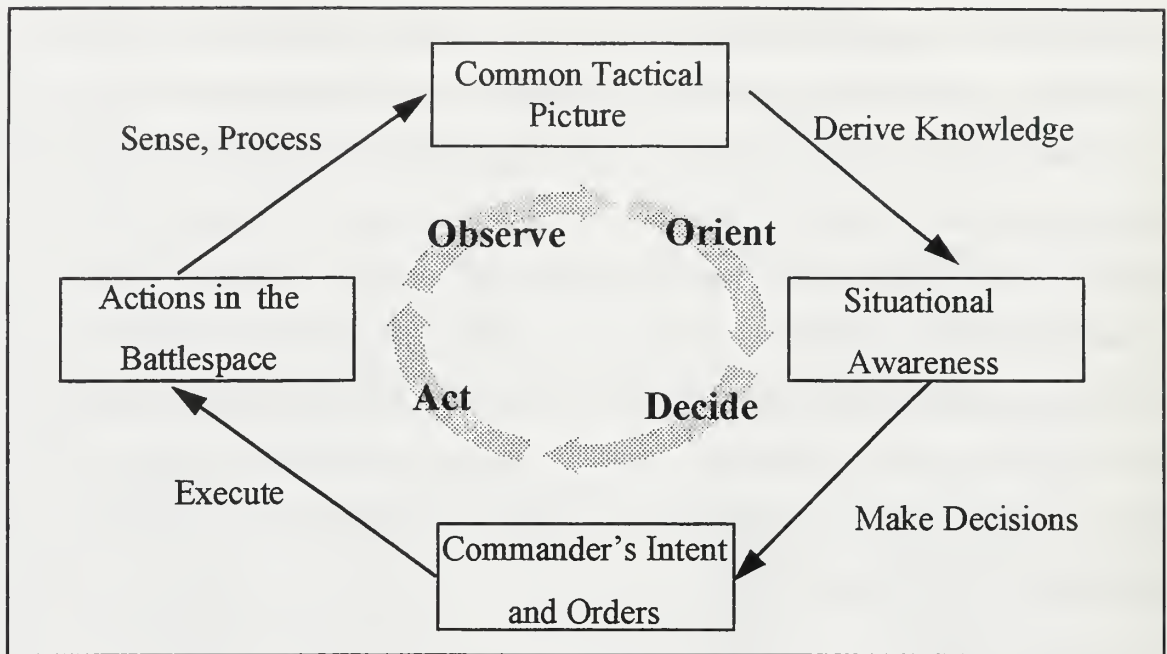 Common Tactical
Picture
Sense, Process
Derive Knowledge
Observe
Orient
Actions in the
Battlespace
Situational
Awareness
Act
Decide
Execute
Make Decisions
Commander's Intent
and Orders